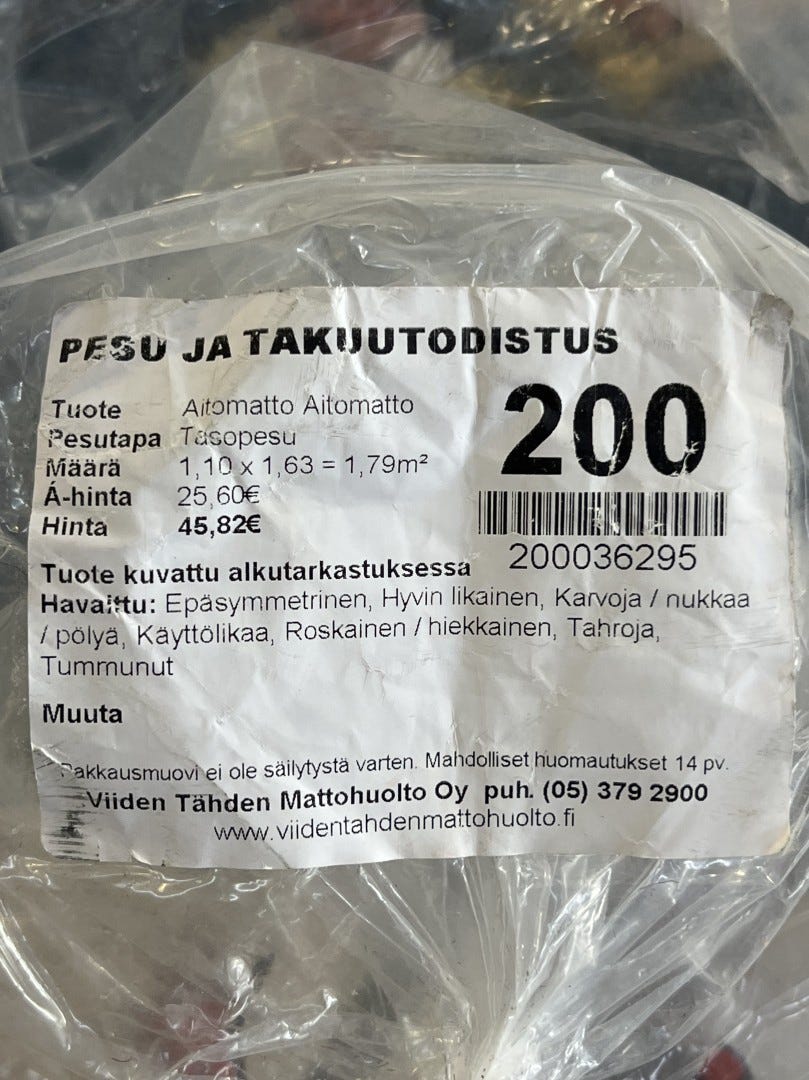 PESU JA TAKUUTODISTUS
Tuote Aitomatto Aitomatto
Pesutapa Tasopesu
Määrä 1,10 x 1,63 = 1,79m²
Á-hinta 25,60€
Hinta 45,82€
200
200036295
Tuote kuvattu alkutarkastuksessa
Havaittu: Epäsymmetrinen, Hyvin likainen, Karvoja / nukkaa
/ pölyä, Käyttölikaa, Roskainen / hiekkainen, Tahroja,
Tummunut
Muuta
Pakkausmuovi ei ole säilytystä varten. Mahdolliset huomautukset 14 pv.
Viiden Tähden Mattohuolto Oy puh. (05) 379 2900
www.viidentahdenmattohuolto.fi